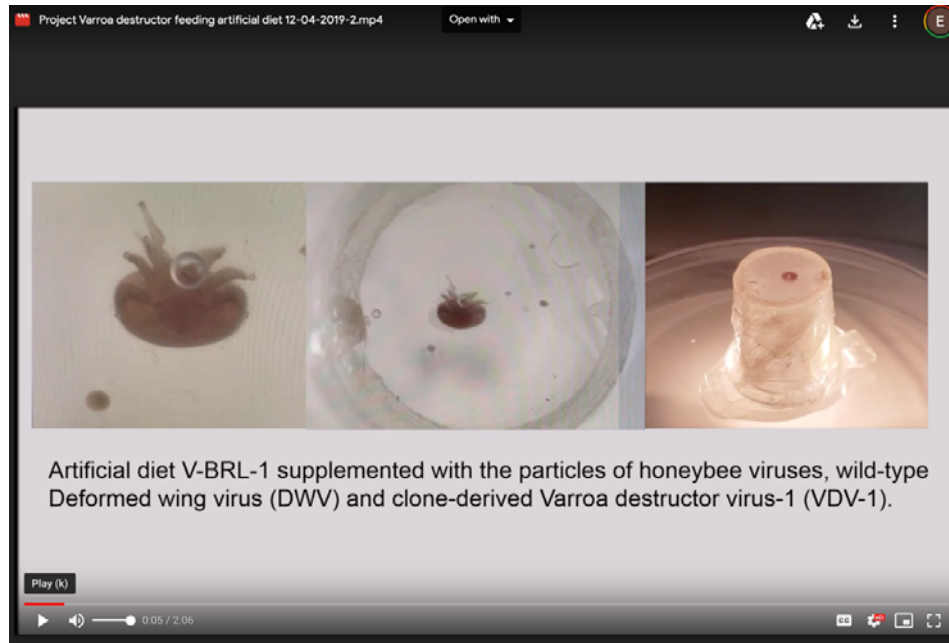 Project Varroa destructor feeding artificial diet 12-04-2019-2.mp4
Open with
E
Artificial diet V-BRL-1 supplemented with the particles of honeybee viruses, wild-type
Deformed wing virus (DWV) and clone-derived Varroa destructor virus-1 (VDV-1).
Play (k)
0:05 / 2:06
CC
HD